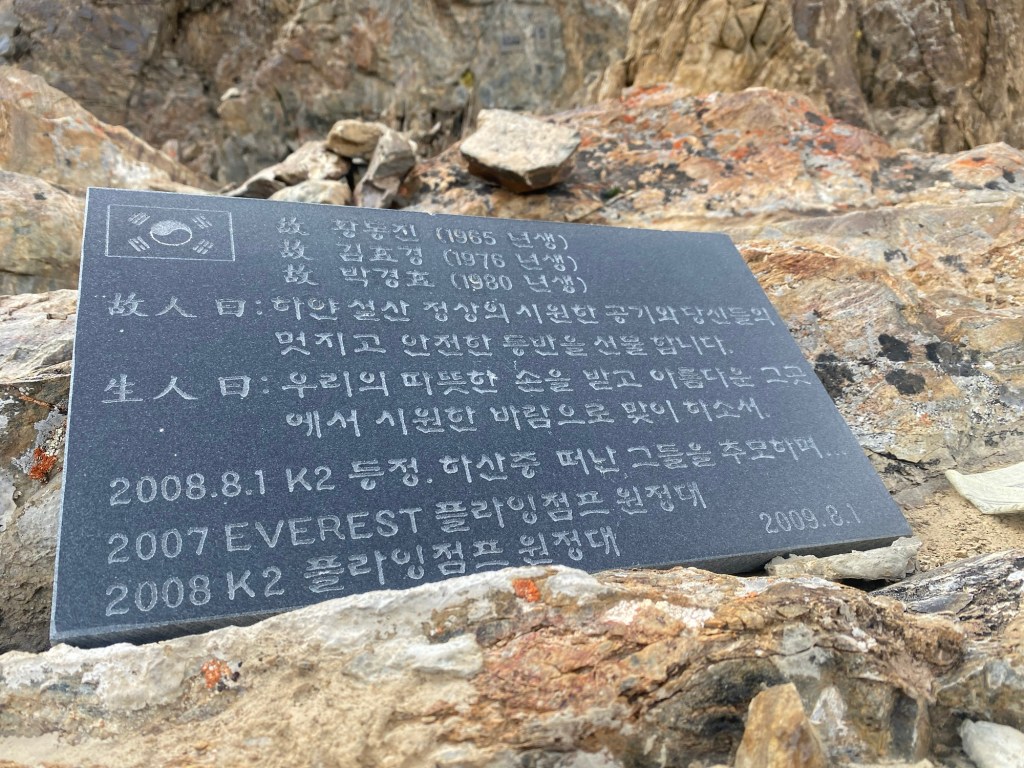 故 황동진 (1965 년생)
故 김효경 (1976 년생)
故 박경효 (1980 년생)
故人 曰: 하얀 설산 정상의 시원한 공기와 당신들의
멋지고 안전한 등반을 선물 합니다.
生人 曰: 우리의 따뜻한 손을 받고 아름다운 그곳
에서 시원한 바람으로 맞이 하소서.
2008.8.1 K2 등정. 하산중 떠난 그들을 추모하며...
2007 EVEREST 플라잉점프 원정대
2008 K2 플라잉점프 원정대
2009.8.1